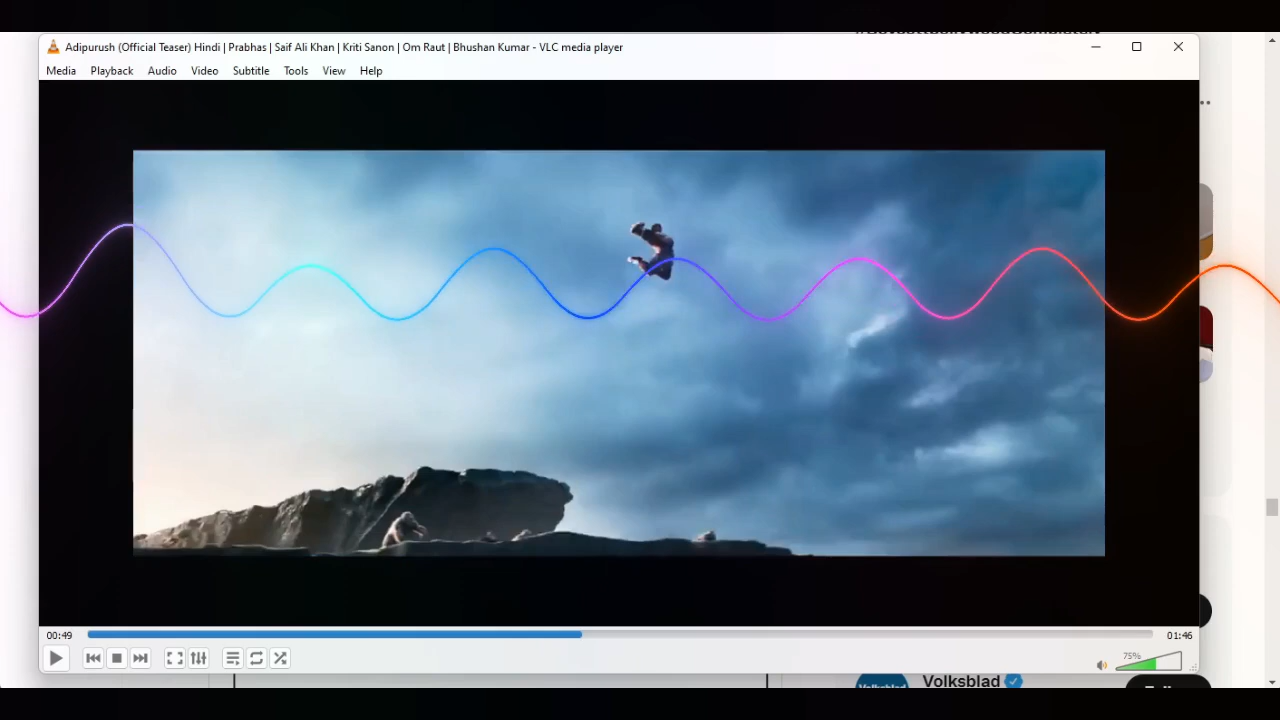 Adipurush (Official Teaser) Hindi | Prabhas | Saif Ali Khan | Kriti Sanon | Om Raut | Bhushan Kumar - VLC media player
Media Playback Audio Video Subtitle Tools View Help
00:49
01:46
75%
Volksblad
Volksblad